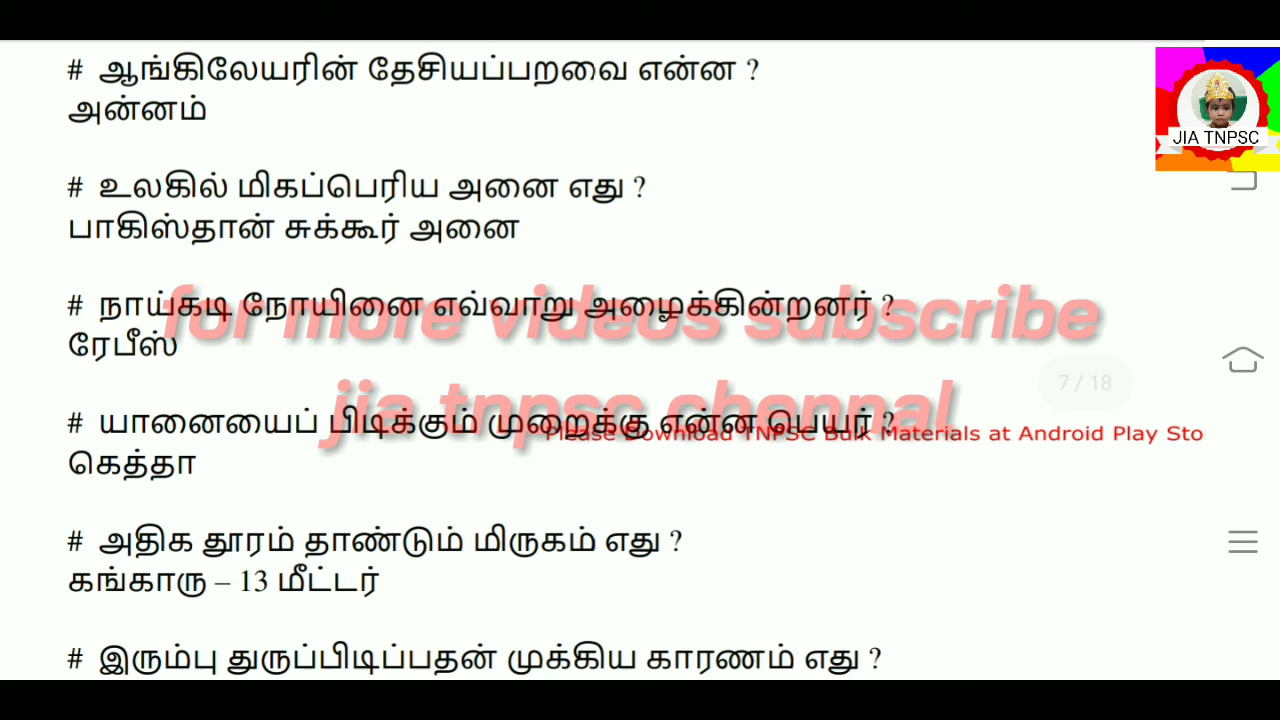 # ஆங்கிலேயரின் தேசியப்பறவை என்ன ?
அன்னம்
JIA TNPSC
# உலகில் மிகப்பெரிய அனை எது ?
பாகிஸ்தான் சுக்கூர் அனை
# நாய்கடி நோயினை எவ்வாறு அழைக்கின்றனர் ?
for more videos subscribe
ரேபீஸ்
7 / 18
# யானையைப் பிடிக்கும் முறைக்கு என்ன பெயர் ?
jia tnpsc chennal
Please Download TNPSC Bulk Materials at Android Play Sto
கெத்தா
# அதிக தூரம் தாண்டும் மிருகம் எது ?
கங்காரு – 13 மீட்டர்
# இரும்பு துருப்பிடிப்பதன் முக்கிய காரணம் எது ?